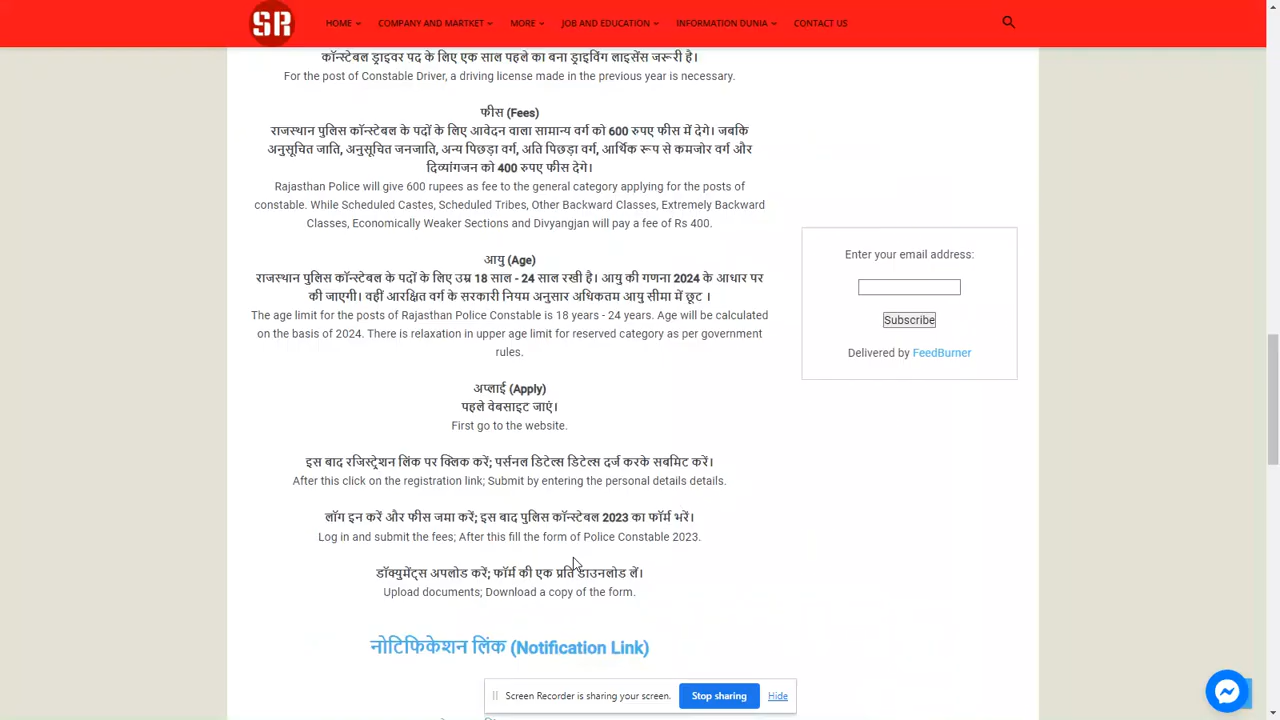 SR
HOME
COMPANY AND MARTKET
MORE
JOB AND EDUCATION
INFORMATION DUNIA
CONTACT US
कॉन्स्टेबल ड्राइवर पद के लिए एक साल पहले का बना ड्राइविंग लाइसेंस जरूरी है।
For the post of Constable Driver, a driving license made in the previous year is necessary.
फीस (Fees)
राजस्थान पुलिस कॉन्स्टेबल के पदों के लिए आवेदन वाला सामान्य वर्ग को 600 रुपए फीस में देगे। जबकि
अनुसूचित जाति, अनुसूचित जनजाति, अन्य पिछड़ा वर्ग, अति पिछड़ा वर्ग, आर्थिक रूप से कमजोर वर्ग और
दिव्यांगजन को 400 रुपए फीस देगे।
Rajasthan Police will give 600 rupees as fee to the general category applying for the posts of
constable. While Scheduled Castes, Scheduled Tribes, Other Backward Classes, Extremely Backward
Classes, Economically Weaker Sections and Divyangjan will pay a fee of Rs 400.
आयु (Age)
राजस्थान पुलिस कॉन्स्टेबल के पदों के लिए उम्र 18 साल - 24 साल रखी है। आयु की गणना 2024 के आधार पर
की जाएगी। वहीं आरक्षित वर्ग के सरकारी नियम अनुसार अधिकतम आयु सीमा में छूट ।
The age limit for the posts of Rajasthan Police Constable is 18 years - 24 years. Age will be calculated
on the basis of 2024. There is relaxation in upper age limit for reserved category as per government
rules.
अप्लाई (Apply)
पहले वेबसाइट जाएं।
First go to the website.
इस बाद रजिस्ट्रेशन लिंक पर क्लिक करें; पर्सनल डिटेल्स डिटेल्स दर्ज करके सबमिट करें।
After this click on the registration link; Submit by entering the personal details details.
लॉग इन करें और फीस जमा करें; इस बाद पुलिस कॉन्स्टेबल 2023 का फॉर्म भरें।
Log in and submit the fees; After this fill the form of Police Constable 2023.
डॉक्युमेंट्स अपलोड करें; फॉर्म की एक प्रति डाउनलोड लें।
Upload documents; Download a copy of the form.
नोटिफिकेशन लिंक (Notification Link)
Enter your email address:
Subscribe
Delivered by FeedBurner
Screen Recorder is sharing your screen.
Stop sharing
Hide